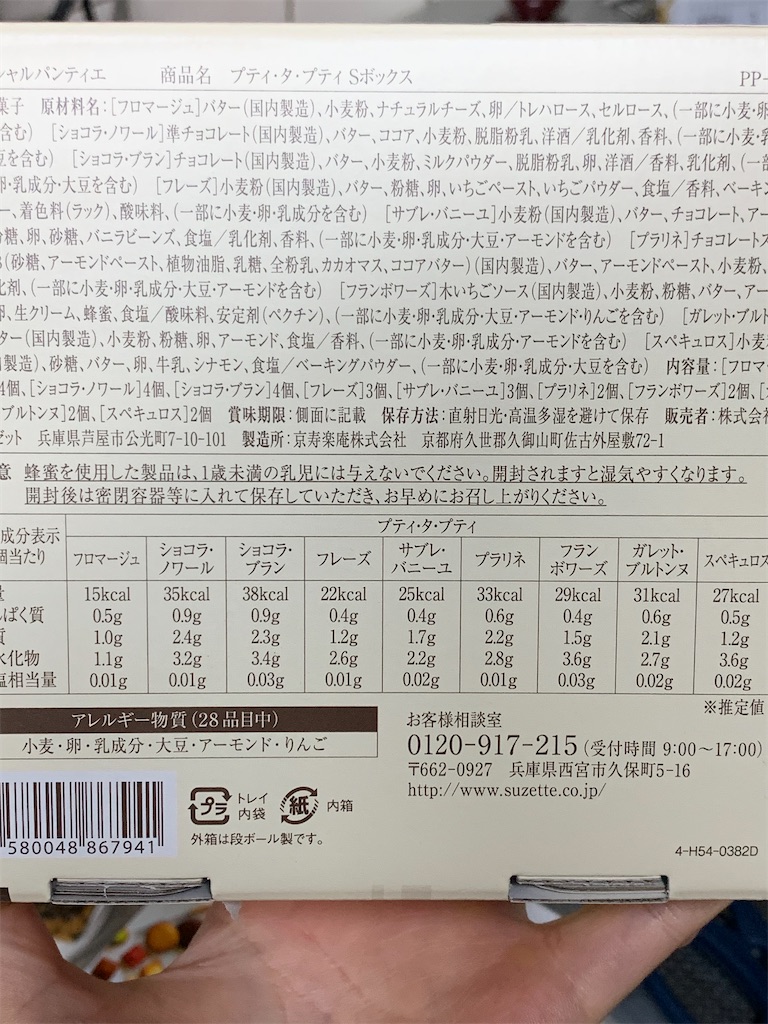 シャルパンティエ 商品名 プティ・タ・プティ Sボックス PP-
菓子 原材料名:[フロマージュ]バター(国内製造)、小麦粉、ナチュラルチーズ、卵/トレハロース、セルロース、(一部に小麦・卵
含む) [ショコラ・ノワール]準チョコレート(国内製造)、バター、ココア、小麦粉、脱脂粉乳、洋酒/乳化剤、香料、(一部に小麦・乳
豆を含む) [ショコラ・ブラン]チョコレート(国内製造)、バター、小麦粉、ミルクパウダー、脱脂粉乳、卵、洋酒/香料、乳化剤、(一部
卵・乳成分・大豆を含む) [フレーズ]小麦粉(国内製造)、バター、粉糖、卵、いちごペースト、いちごパウダー、食塩/香料、ベーキン
ー、着色料(ラック)、酸味料、(一部に小麦・卵・乳成分を含む) [サブレ・バニーユ]小麦粉(国内製造)、バター、チョコレート、アー
糖、卵、砂糖、バニラビーンズ、食塩/乳化剤、香料、(一部に小麦・卵・乳成分・大豆・アーモンドを含む) [プラリネ]チョコレートス
(砂糖、アーモンドペースト、植物油脂、乳糖、全粉乳、カカオマス、ココアバター)(国内製造)、バター、アーモンドペースト、小麦粉、
化剤、(一部に小麦・卵・乳成分・大豆・アーモンドを含む) [フランボワーズ]木いちごソース(国内製造)、小麦粉、粉糖、バター、アー
卵、生クリーム、蜂蜜、食塩/酸味料、安定剤(ペクチン)、(一部に小麦・卵・乳成分・大豆・アーモンド・りんごを含む) [ガレット・ブルト
ター(国内製造)、小麦粉、粉糖、卵、アーモンド、食塩/香料、(一部に小麦・卵・乳成分・アーモンドを含む) [スペキュロス]小麦
製造)、砂糖、バター、卵、牛乳、シナモン、食塩/ベーキングパウダー、(一部に小麦・卵・乳成分・大豆を含む) 内容量:[フロマー
4個、[ショコラ・ノワール]4個、[ショコラ・ブラン]4個、[フレーズ]3個、[サブレ・バニーユ]3個、[プラリネ]2個、[フランボワーズ]2個、[
ブルトンヌ]2個、[スペキュロス]2個 賞味期限:側面に記載 保存方法:直射日光・高温多湿を避けて保存 販売者:株式会社
ゼット 兵庫県芦屋市公光町7-10-101 製造所:京寿楽庵株式会社 京都府久世郡久御山町佐古外屋敷72-1
意 蜂蜜を使用した製品は、1歳未満の乳児には与えないでください。開封されますと湿気やすくなります。
開封後は密閉容器等に入れて保存していただき、お早めにお召し上がりください。
成分表示 プティ・タ・プティ
個当たり フロマージュ ショコラ・ノワール ショコラ・ブラン フレーズ サブレ・バニーユ プラリネ フランボワーズ ガレット・ブルトンヌ スペキュロス
量 15kcal 35kcal 38kcal 22kcal 25kcal 33kcal 29kcal 31kcal 27kcal
ぱく質 0.5g 0.9g 0.9g 0.4g 0.4g 0.6g 0.4g 0.6g 0.5g
質 1.0g 2.4g 2.3g 1.2g 1.7g 2.2g 1.5g 2.1g 1.2g
水化物 1.1g 3.2g 3.4g 2.6g 2.2g 2.8g 3.6g 2.7g 3.6g
塩相当量 0.01g 0.01g 0.03g 0.01g 0.02g 0.01g 0.03g 0.02g 0.02g
※推定値
アレルギー物質(28品目中)
小麦・卵・乳成分・大豆・アーモンド・りんご
お客様相談室
0120-917-215(受付時間 9:00~17:00)
〒662-0927 兵庫県西宮市久保町5-16
http://www.suzette.co.jp/
プラ トレイ 内袋 紙 内箱
外箱は段ボール製です。
580048 867941
4-H54-0382D